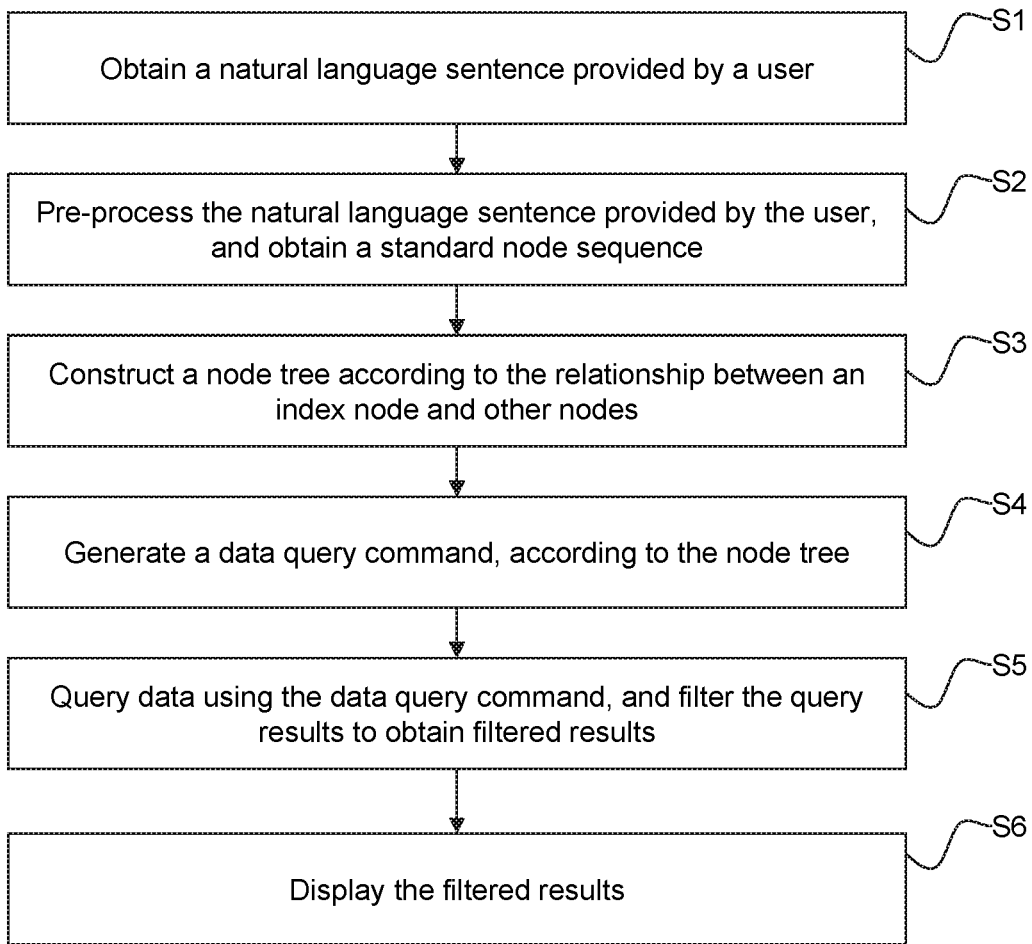 S1
Obtain a natural language sentence provided by a user
S2
Pre-process the natural language sentence provided by the user,
and obtain a standard node sequence
S3
Construct a node tree according to the relationship between an
index node and other nodes
S4
Generate a data query command, according to the node tree
S5
Query data using the data query command, and filter the query
results to obtain filtered results
S6
Display the filtered results